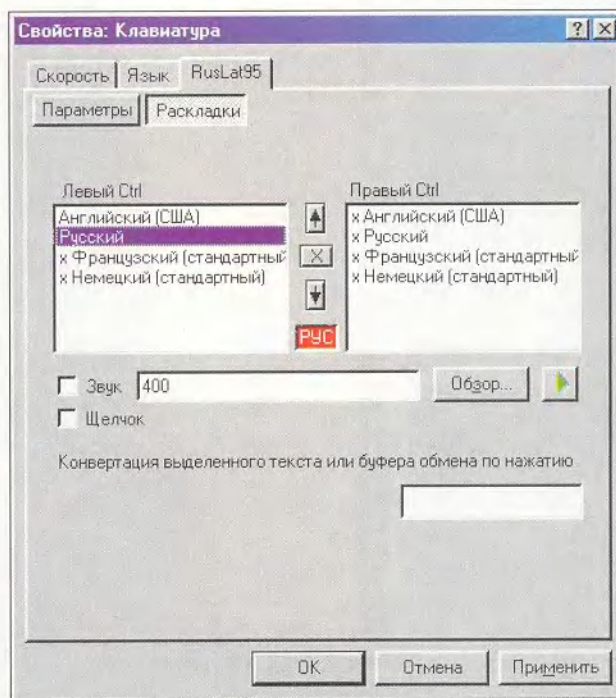 Свойства: Клавиатура
Скорость Язык RusLat95
Параметры Раскладки
Левый Ctrl Правый Ctrl
Английский (США)
Русский
x Французский (стандартный
x Немецкий (стандартный)
x Английский (США)
x Русский
x Французский (стандартный
x Немецкий (стандартный)
РУС
Звук 400 Обзор...
Щелчок
Конвертация выделенного текста или буфера обмена по нажатию
OK Отмена Применить